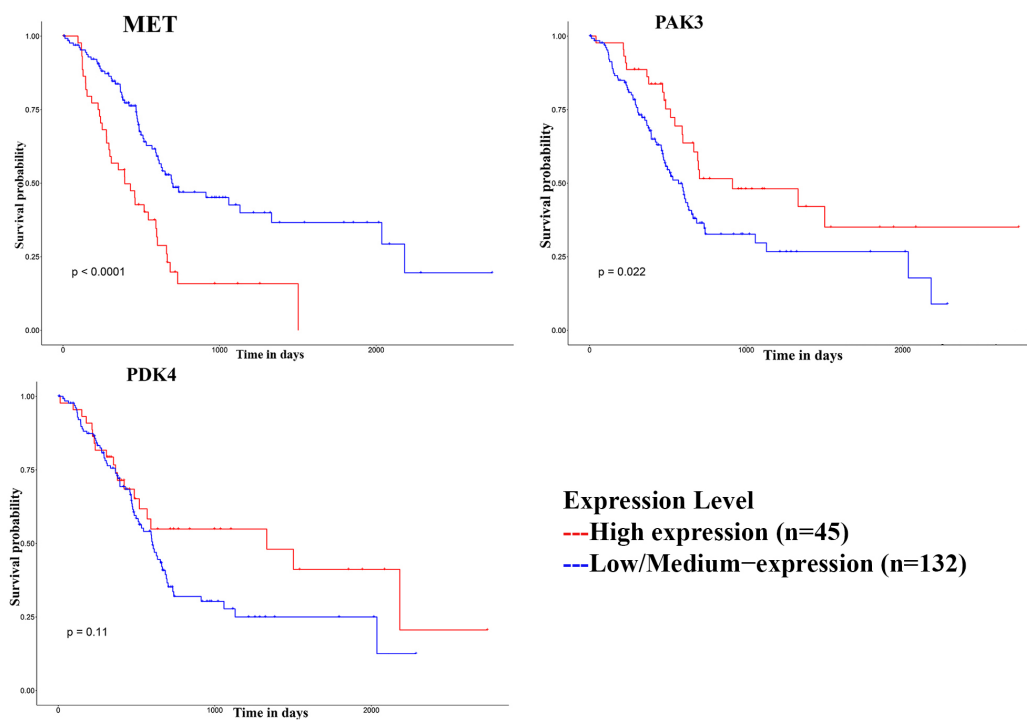 MET
1.00
0.75
0.50
0.25
0.00
Survival probability
p < 0.0001
0
1000
2000
Time in days
PAK3
1.00
0.75
0.50
0.25
0.00
Survival probability
p = 0.022
0
1000
2000
Time in days
PDK4
1.00
0.75
0.50
0.25
0.00
Survival probability
p = 0.11
0
1000
2000
Time in days
Expression Level
---High expression (n=45)
---Low/Medium−expression (n=132)